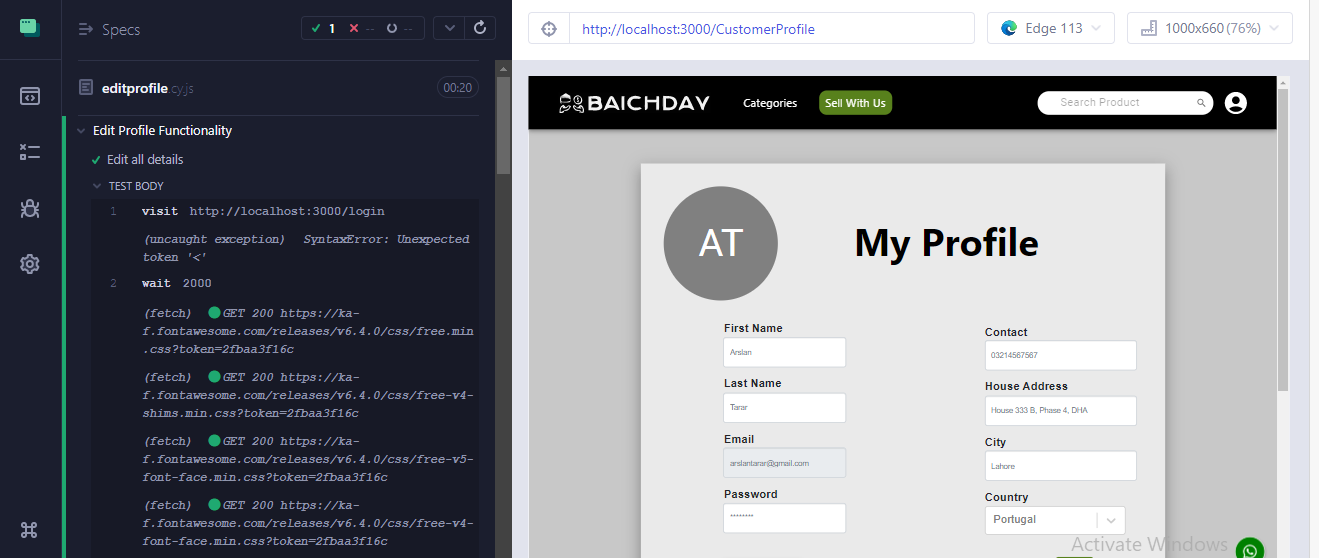 Specs
1
--
--
editprofile.cy.js
00:20
Edit Profile Functionality
Edit all details
TEST BODY
1 visit http://localhost:3000/login
(uncaught exception) SyntaxError: Unexpected
token '<'
2 wait 2000
(fetch) GET 200 https://ka-
f.fontawesome.com/releases/v6.4.0/css/free.min
.css?token=2fbaa3f16c
(fetch) GET 200 https://ka-
f.fontawesome.com/releases/v6.4.0/css/free-v4-
shims.min.css?token=2fbaa3f16c
(fetch) GET 200 https://ka-
f.fontawesome.com/releases/v6.4.0/css/free-v5-
font-face.min.css?token=2fbaa3f16c
(fetch) GET 200 https://ka-
f.fontawesome.com/releases/v6.4.0/css/free-v4-
font-face.min.css?token=2fbaa3f16c
http://localhost:3000/CustomerProfile
Edge 113
1000x660 (76%)
BAICHDAY
Categories
Sell With Us
Search Product
AT
My Profile
First Name
Arslan
Last Name
Tarar
Email
arslantarar@gmail.com
Password
********
Contact
03214567567
House Address
House 333 B, Phase 4, DHA
City
Lahore
Country
Portugal
Activate Windows